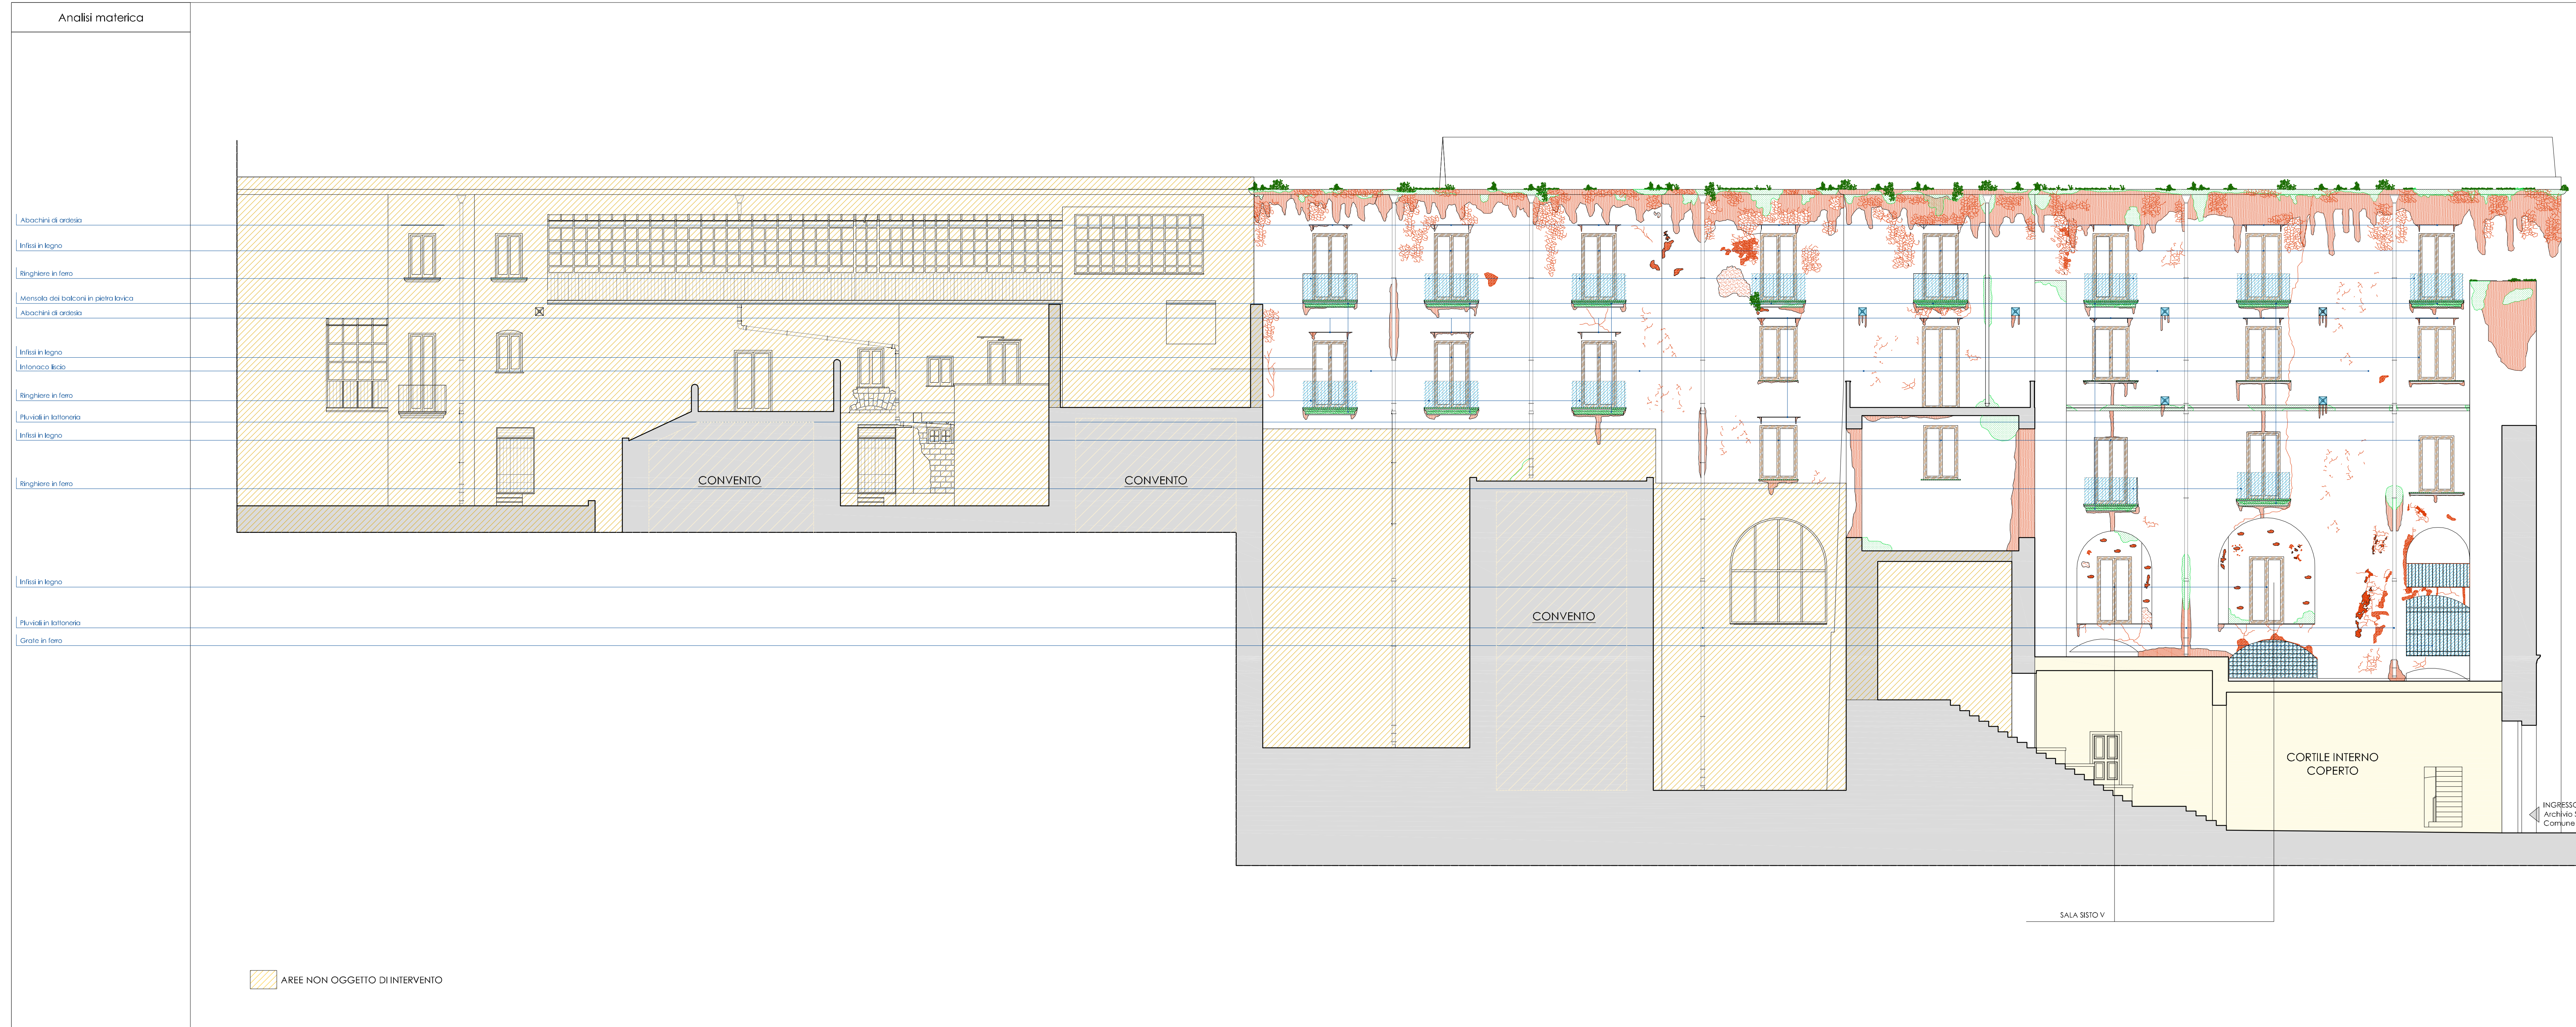 Analisi materica
Abachini di ardesia
Infissi in legno
Ringhiere in ferro
Mensola dei balconi in pietra lavica
Abachini di ardesia
Infissi in legno
Intonaco liscio
Ringhiere in ferro
Pluviali in lattoneria
Infissi in legno
Ringhiere in ferro
Infissi in legno
Pluviali in lattoneria
Grate in ferro
CONVENTO
CONVENTO
CONVENTO
CORTILE INTERNO
COPERTO
INGRESSO
Archivio S
Comune
SALA SISTO V
AREE NON OGGETTO DI INTERVENTO